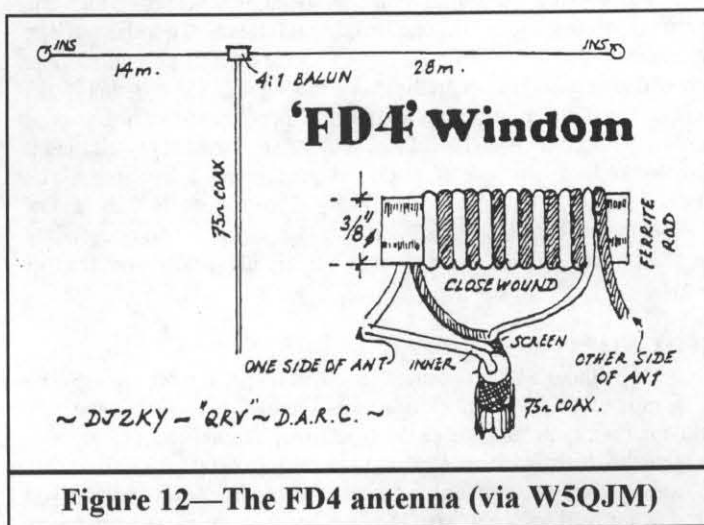 INS
INS
14m.
28m.
4:1 BALUN
75Ω COAX
'FD4' Windom
3/8" ⌀
FERRITE ROD
CLOSEWOUND
SCREEN
ONE SIDE OF ANT
INNER
OTHER SIDE
OF ANT
75Ω COAX.
~ DJ2KY – "QRV" ~ D.A.R.C. ~
Figure 12—The FD4 antenna (via W5QJM)